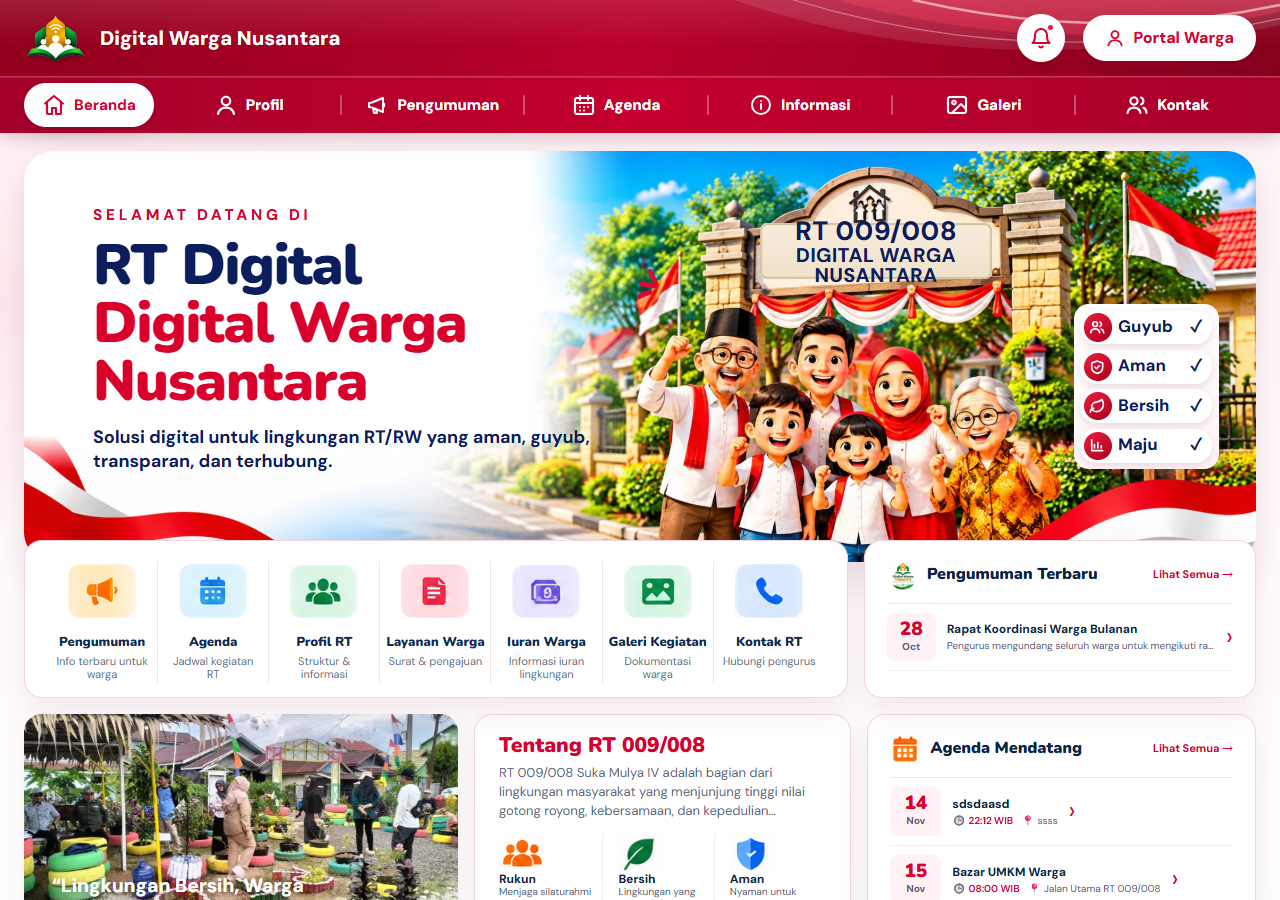 Digital Warga Nusantara
Portal Warga
Beranda
Profil
Pengumuman
Agenda
Informasi
Galeri
Kontak
SELAMAT DATANG DI
RT Digital
Digital Warga
Nusantara
Solusi digital untuk lingkungan RT/RW yang aman, guyub,
transparan, dan terhubung.
RT 009/008
DIGITAL WARGA
NUSANTARA
Guyub ✓
Aman ✓
Bersih ✓
Maju ✓
Pengumuman
Info terbaru untuk
warga
Agenda
Jadwal kegiatan
RT
Profil RT
Struktur &
informasi
Layanan Warga
Surat & pengajuan
Iuran Warga
Informasi iuran
lingkungan
Galeri Kegiatan
Dokumentasi
warga
Kontak RT
Hubungi pengurus
Pengumuman Terbaru
Lihat Semua →
28
Oct
Rapat Koordinasi Warga Bulanan
Pengurus mengundang seluruh warga untuk mengikuti ra...
“Lingkungan Bersih, Warga
Tentang RT 009/008
RT 009/008 Suka Mulya IV adalah bagian dari
lingkungan masyarakat yang menjunjung tinggi nilai
gotong royong, kebersamaan, dan kepedulian...
Rukun
Menjaga silaturahmi
Bersih
Lingkungan yang
Aman
Nyaman untuk
Agenda Mendatang
Lihat Semua →
14
Nov
sdsdaasd
22:12 WIB ssss
15
Nov
Bazar UMKM Warga
08:00 WIB Jalan Utama RT 009/008